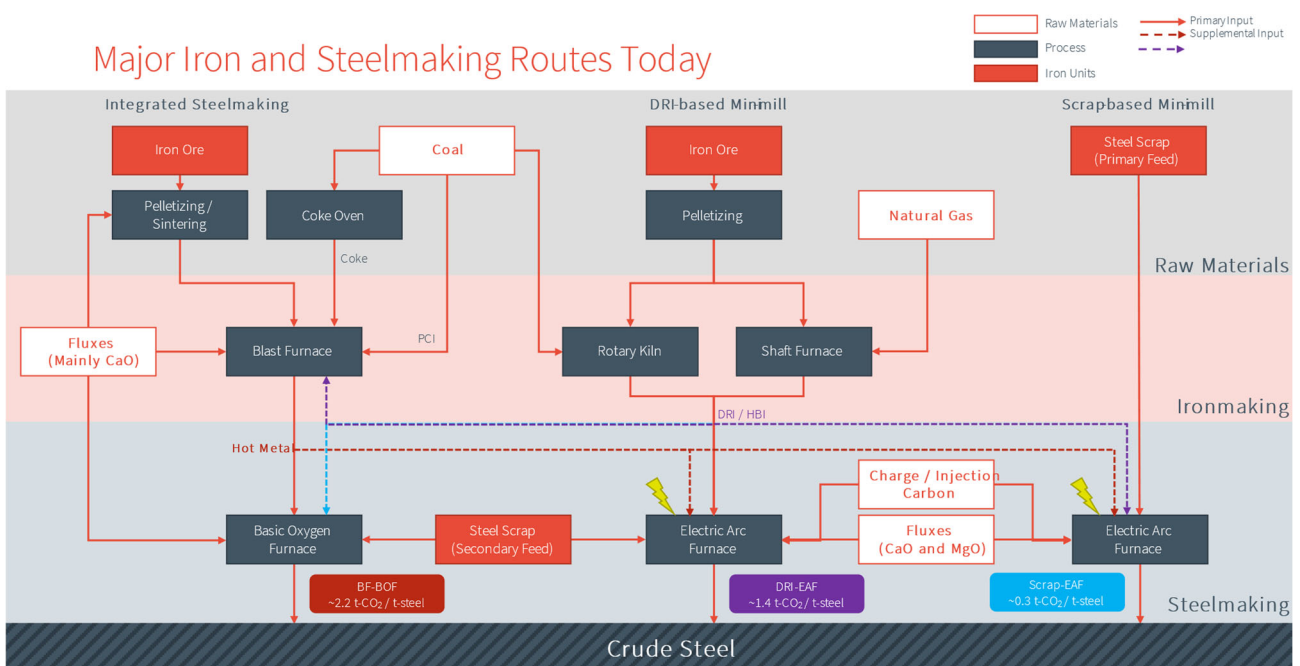 Major Iron and Steelmaking Routes Today
Raw Materials
Process
Iron Units
Primary Input
Supplemental Input
Integrated Steelmaking
DRI-based Minimill
Scrap-based Minimill
Iron Ore
Coal
Iron Ore
Steel Scrap
(Primary Feed)
Pelletizing /
Sintering
Coke Oven
Pelletizing
Natural Gas
Coke
Raw Materials
Fluxes
(Mainly CaO)
Blast Furnace
PCI
Rotary Kiln
Shaft Furnace
Ironmaking
DRI / HBI
Hot Metal
Charge / Injection
Carbon
Basic Oxygen
Furnace
Steel Scrap
(Secondary Feed)
Electric Arc
Furnace
Fluxes
(CaO and MgO)
Electric Arc
Furnace
BF-BOF
~2.2 t-CO₂ / t-steel
DRI-EAF
~1.4 t-CO₂ / t-steel
Scrap-EAF
~0.3 t-CO₂ / t-steel
Steelmaking
Crude Steel